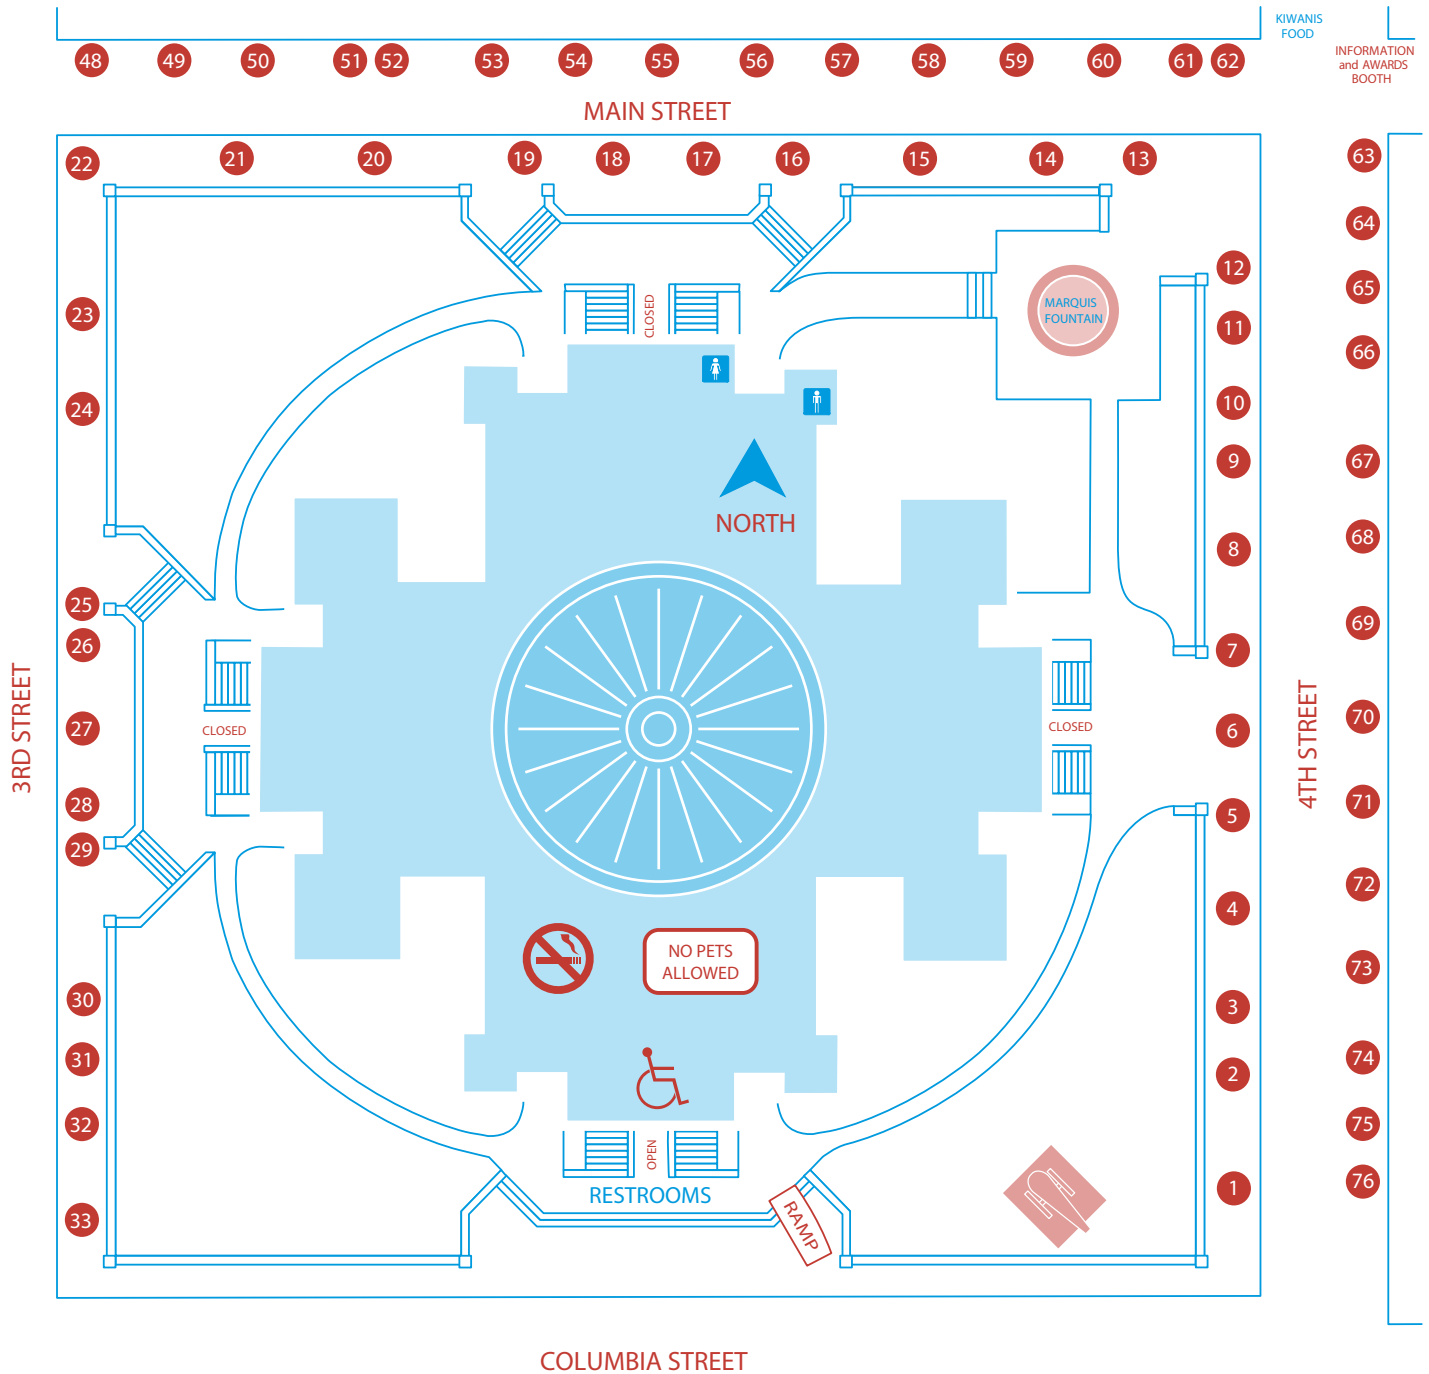 KIWANIS
FOOD
48 49 50 51 52 53 54 55 56 57 58 59 60 61 62
INFORMATION
and AWARDS
BOOTH
MAIN STREET
22 21 20 19 18 17 16 15 14 13 63
64
12
65
23
CLOSED
MARQUIS
FOUNTAIN
11
66
24
10
9
67
NORTH
68
8
25
69
26
7
3RD STREET
4TH STREET
70
27
CLOSED
CLOSED
6
28
71
5
29
72
4
NO PETS
ALLOWED
73
30
3
31
74
2
32
75
OPEN
76
RESTROOMS
1
33
RAMP
COLUMBIA STREET